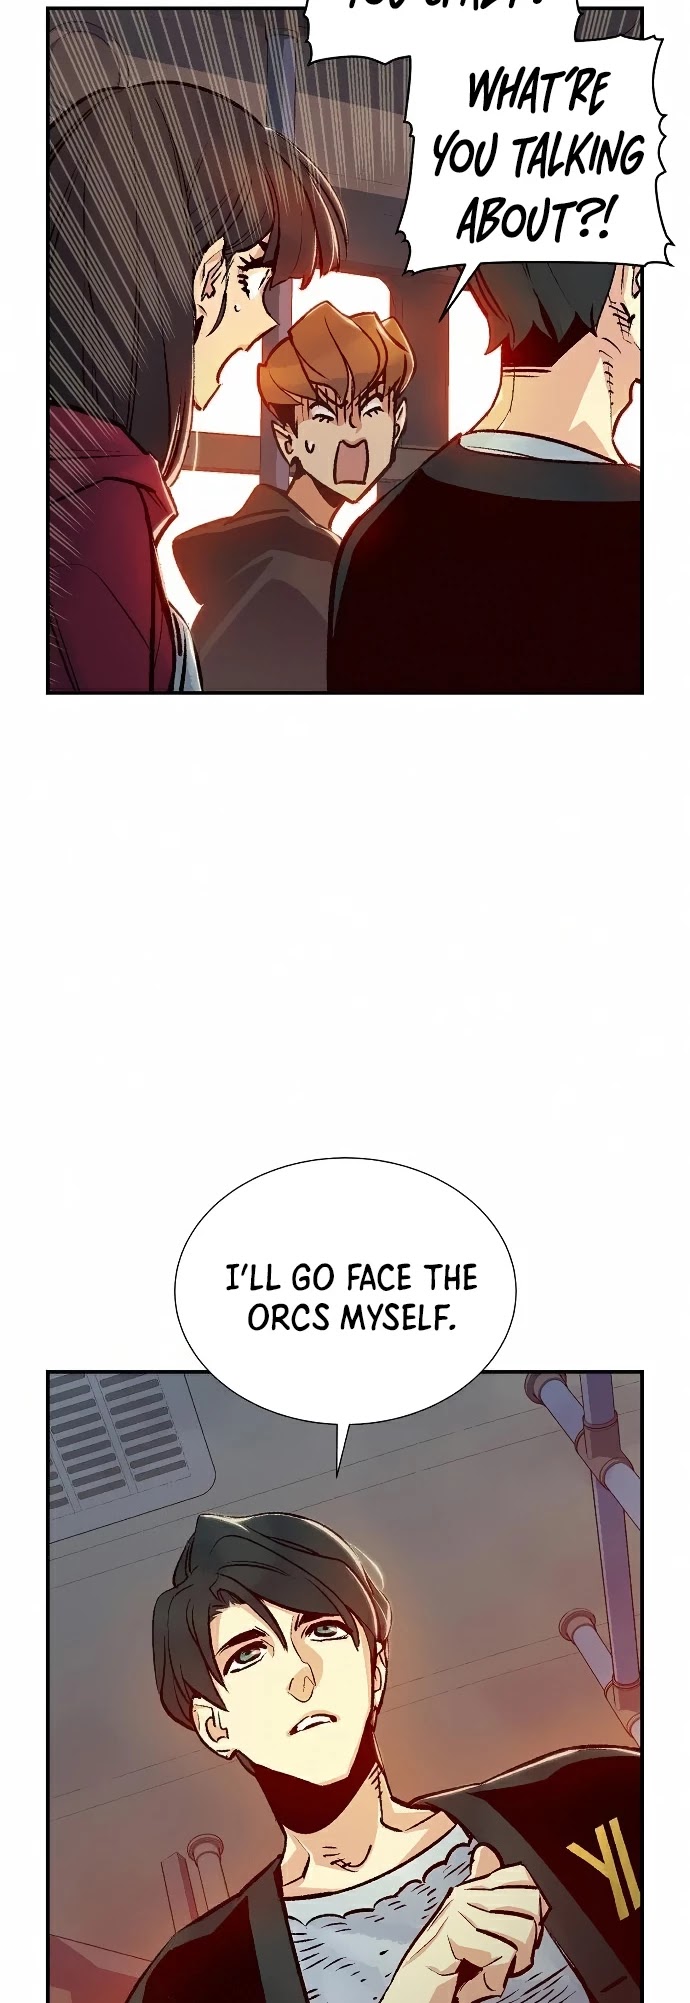 WHAT'RE
YOU TALKING
ABOUT?!
I'LL GO FACE THE
ORCS MYSELF.